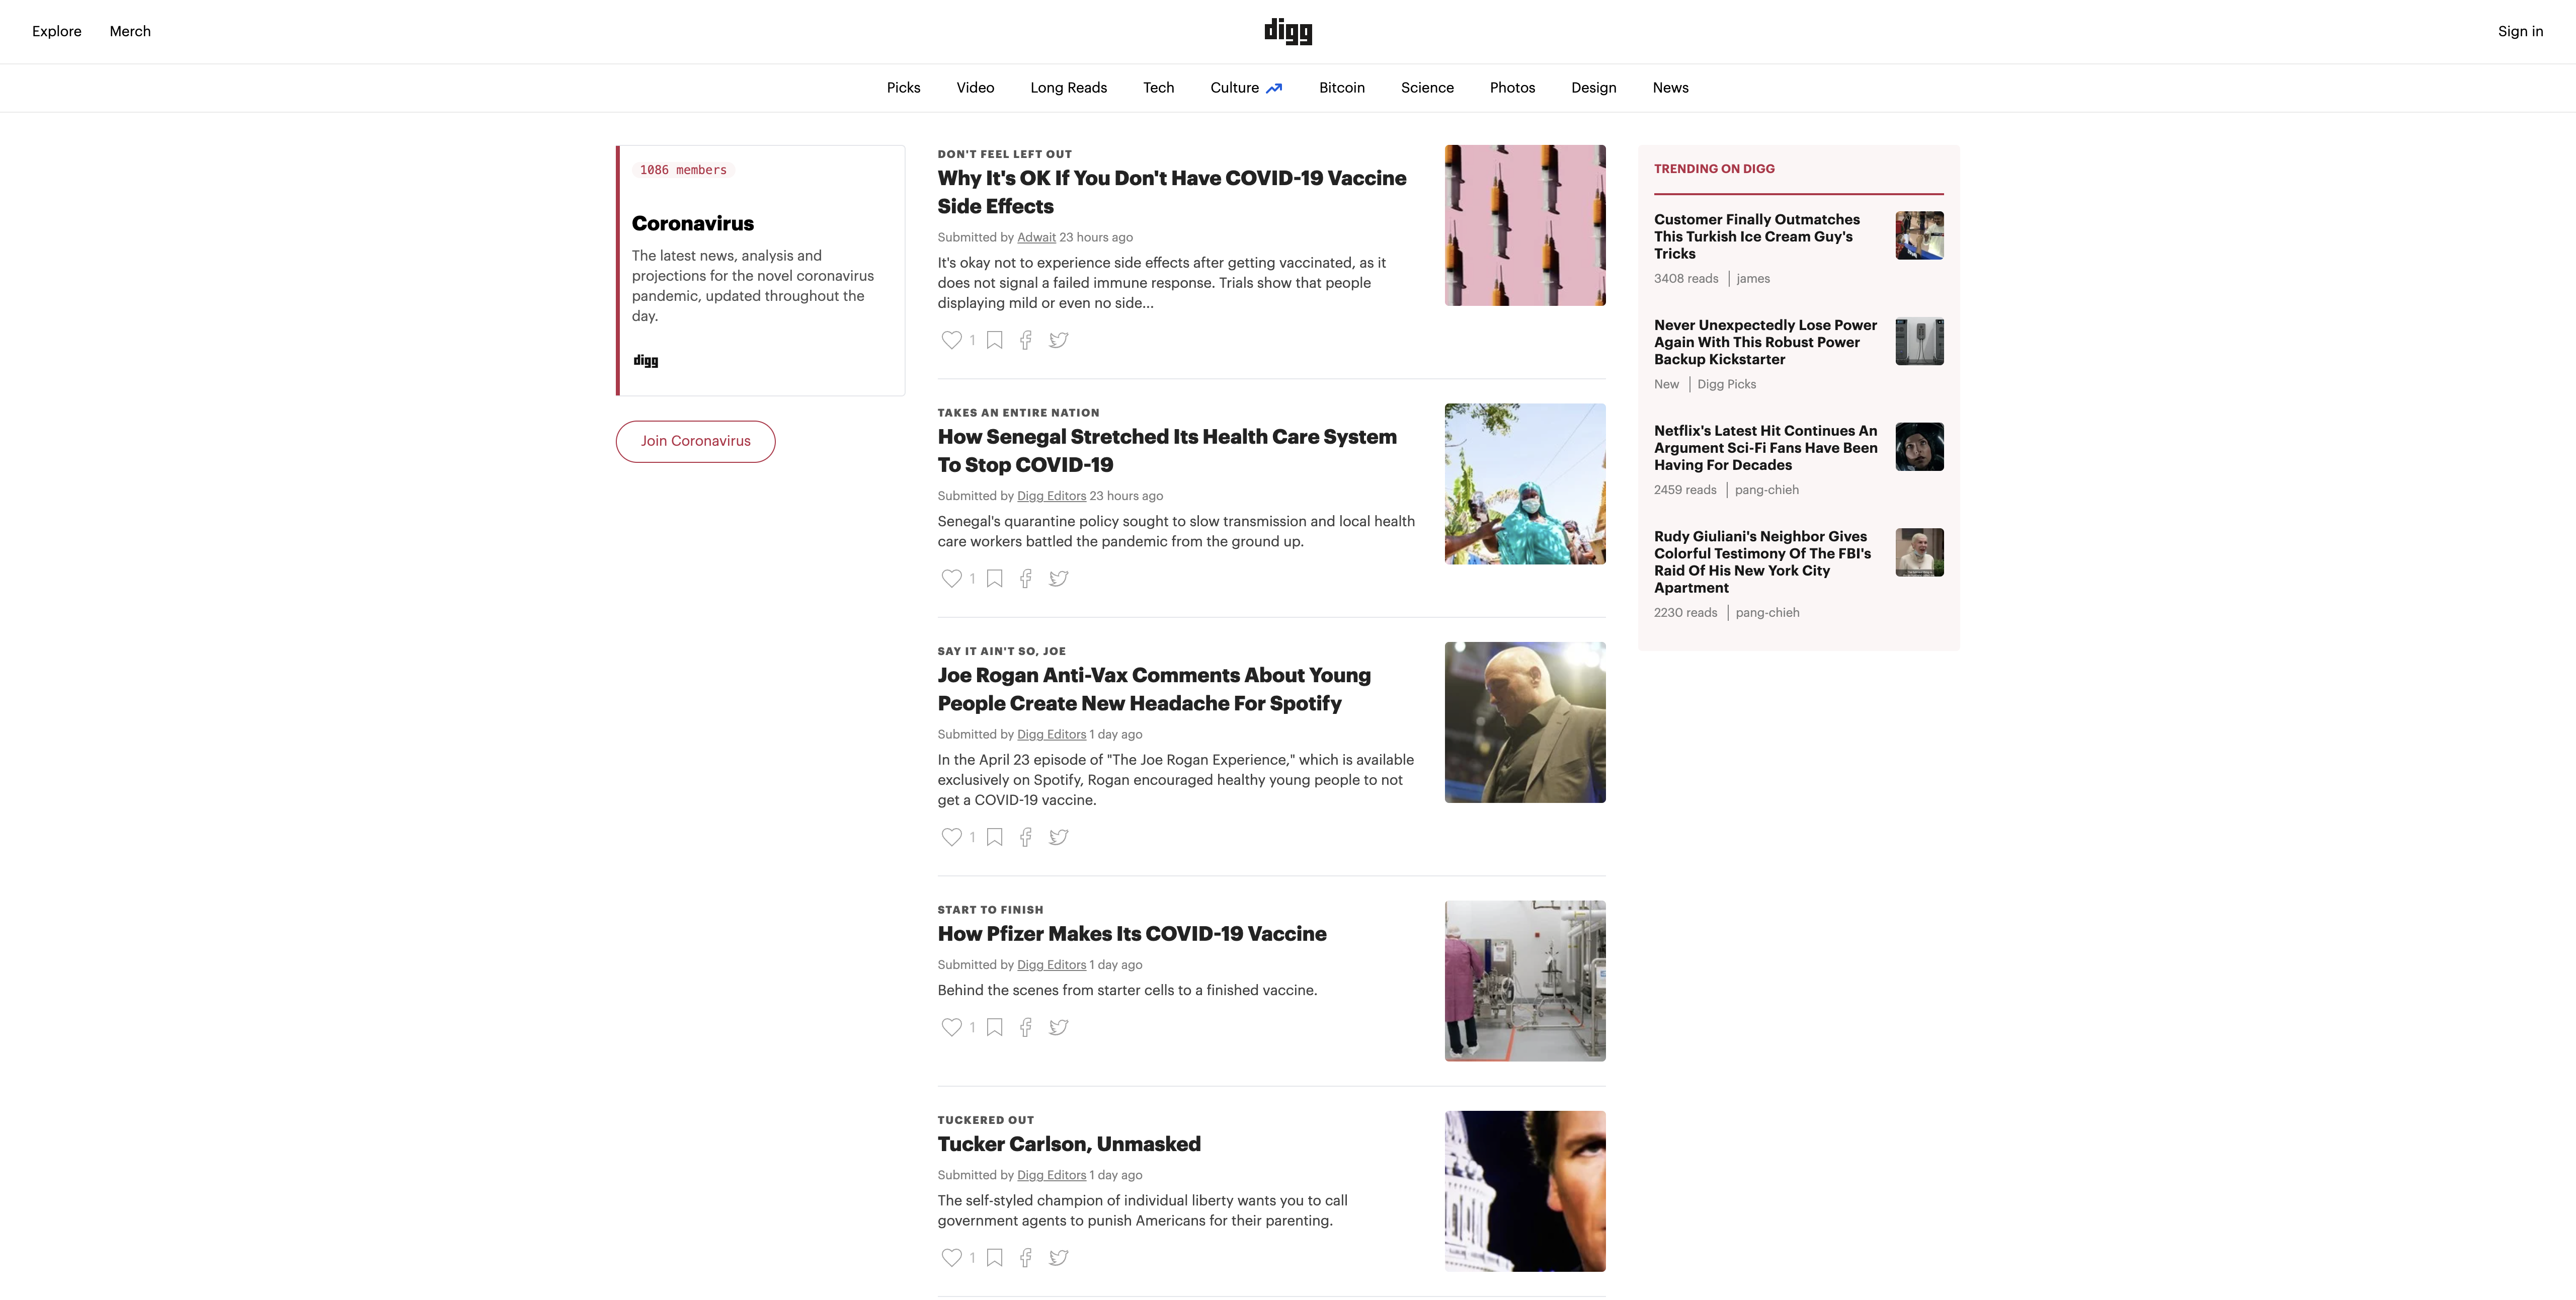 Explore Merch digg Sign in
Picks Video Long Reads Tech Culture Bitcoin Science Photos Design News
1086 members
Coronavirus
The latest news, analysis and
projections for the novel coronavirus
pandemic, updated throughout the
day.
digg
Join Coronavirus
DON'T FEEL LEFT OUT
Why It's OK If You Don't Have COVID-19 Vaccine
Side Effects
Submitted by Adwait 23 hours ago
It's okay not to experience side effects after getting vaccinated, as it
does not signal a failed immune response. Trials show that people
displaying mild or even no side...
1
TAKES AN ENTIRE NATION
How Senegal Stretched Its Health Care System
To Stop COVID-19
Submitted by Digg Editors 23 hours ago
Senegal's quarantine policy sought to slow transmission and local health
care workers battled the pandemic from the ground up.
1
SAY IT AIN'T SO, JOE
Joe Rogan Anti-Vax Comments About Young
People Create New Headache For Spotify
Submitted by Digg Editors 1 day ago
In the April 23 episode of "The Joe Rogan Experience," which is available
exclusively on Spotify, Rogan encouraged healthy young people to not
get a COVID-19 vaccine.
1
START TO FINISH
How Pfizer Makes Its COVID-19 Vaccine
Submitted by Digg Editors 1 day ago
Behind the scenes from starter cells to a finished vaccine.
1
TUCKERED OUT
Tucker Carlson, Unmasked
Submitted by Digg Editors 1 day ago
The self-styled champion of individual liberty wants you to call
government agents to punish Americans for their parenting.
1
TRENDING ON DIGG
Customer Finally Outmatches
This Turkish Ice Cream Guy's
Tricks
3408 reads james
Never Unexpectedly Lose Power
Again With This Robust Power
Backup Kickstarter
New Digg Picks
Netflix's Latest Hit Continues An
Argument Sci-Fi Fans Have Been
Having For Decades
2459 reads pang-chieh
Rudy Giuliani's Neighbor Gives
Colorful Testimony Of The FBI's
Raid Of His New York City
Apartment
2230 reads pang-chieh